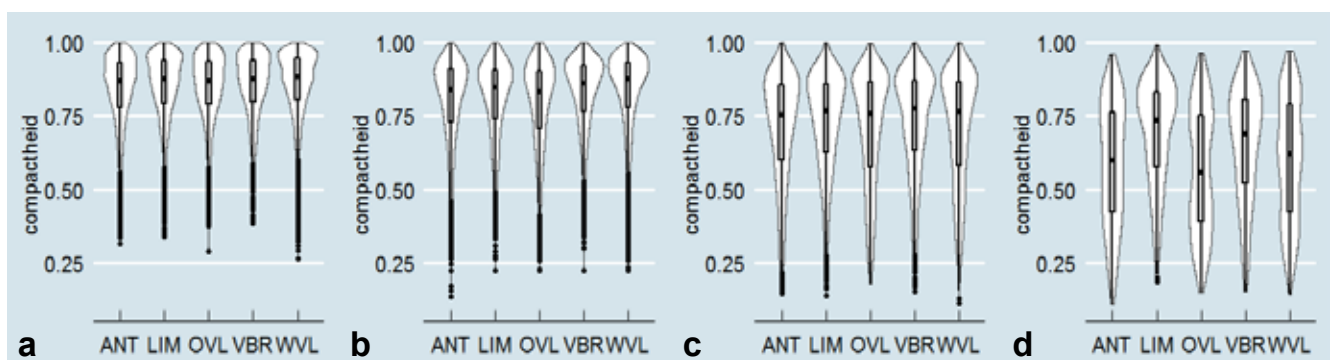 compactheid
1.00
0.75
0.50
0.25
ANT LIM OVL VBR WVL
a
compactheid
1.00
0.75
0.50
0.25
ANT LIM OVL VBR WVL
b
compactheid
1.00
0.75
0.50
0.25
ANT LIM OVL VBR WVL
c
compactheid
1.00
0.75
0.50
0.25
ANT LIM OVL VBR WVL
d